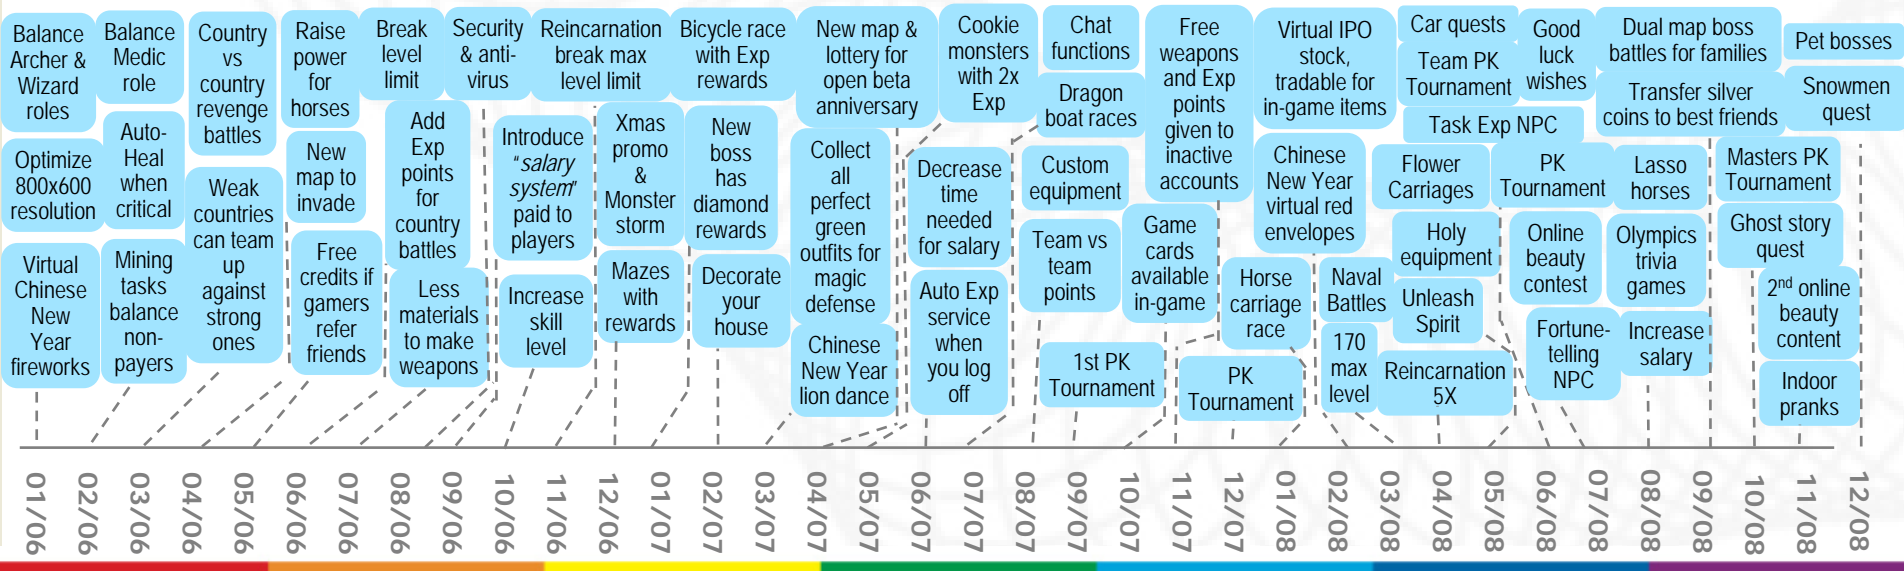 Balance
Archer &
Wizard
roles
Optimize
800x600
resolution
Virtual
Chinese
New
Year
fireworks
Balance
Medic
role
Auto-
Heal
when
critical
Mining
tasks
balance
non-
payers
Country
vs
country
revenge
battles
Weak
countries
can team
up
against
strong
ones
Raise
power
for
horses
New
map to
invade
Free
credits if
gamers
refer
friends
Break
level
limit
Add
Exp
points
for
country
battles
Less
materials
to make
weapons
Security
& anti-
virus
Introduce
"salary
system"
paid to
players
Increase
skill
level
Reincarnation
break max
level limit
Xmas
promo
&
Monster
storm
Mazes
with
rewards
Bicycle race
with Exp
rewards
New
boss
has
diamond
rewards
Decorate
your
house
New map &
lottery for
open beta
anniversary
Collect
all
perfect
green
outfits for
magic
defense
Chinese
New Year
lion dance
Cookie
monsters
with 2x
Exp
Decrease
time
needed
for salary
Auto Exp
service
when
you log
off
Chat
functions
Dragon
boat races
Custom
equipment
Team vs
team
points
1st PK
Tournament
Free
weapons
and Exp
points
given to
inactive
accounts
Game
cards
available
in-game
PK
Tournament
Virtual IPO
stock,
tradable for
in-game items
Chinese
New Year
virtual red
envelopes
Horse
carriage
race
Naval
Battles
170
max
level
Car quests
Team PK
Tournament
Task Exp NPC
Flower
Carriages
Holy
equipment
Unleash
Spirit
Reincarnation
5X
Good
luck
wishes
PK
Tournament
Online
beauty
contest
Fortune-
telling
NPC
Dual map boss
battles for families
Transfer silver
coins to best friends
Lasso
horses
Olympics
trivia
games
Increase
salary
Pet bosses
Snowmen
quest
Masters PK
Tournament
Ghost story
quest
2nd online
beauty
content
Indoor
pranks
01/06
02/06
03/06
04/06
05/06
06/06
07/06
08/06
09/06
10/06
11/06
12/06
01/07
02/07
03/07
04/07
05/07
06/07
07/07
08/07
09/07
10/07
11/07
12/07
01/08
02/08
03/08
04/08
05/08
06/08
07/08
08/08
09/08
10/08
11/08
12/08